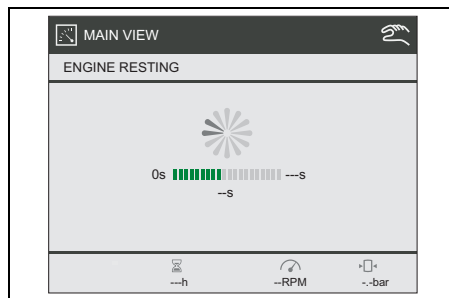 MAIN VIEW
ENGINE RESTING
0s ---s
--s
---h --RPM -.-bar